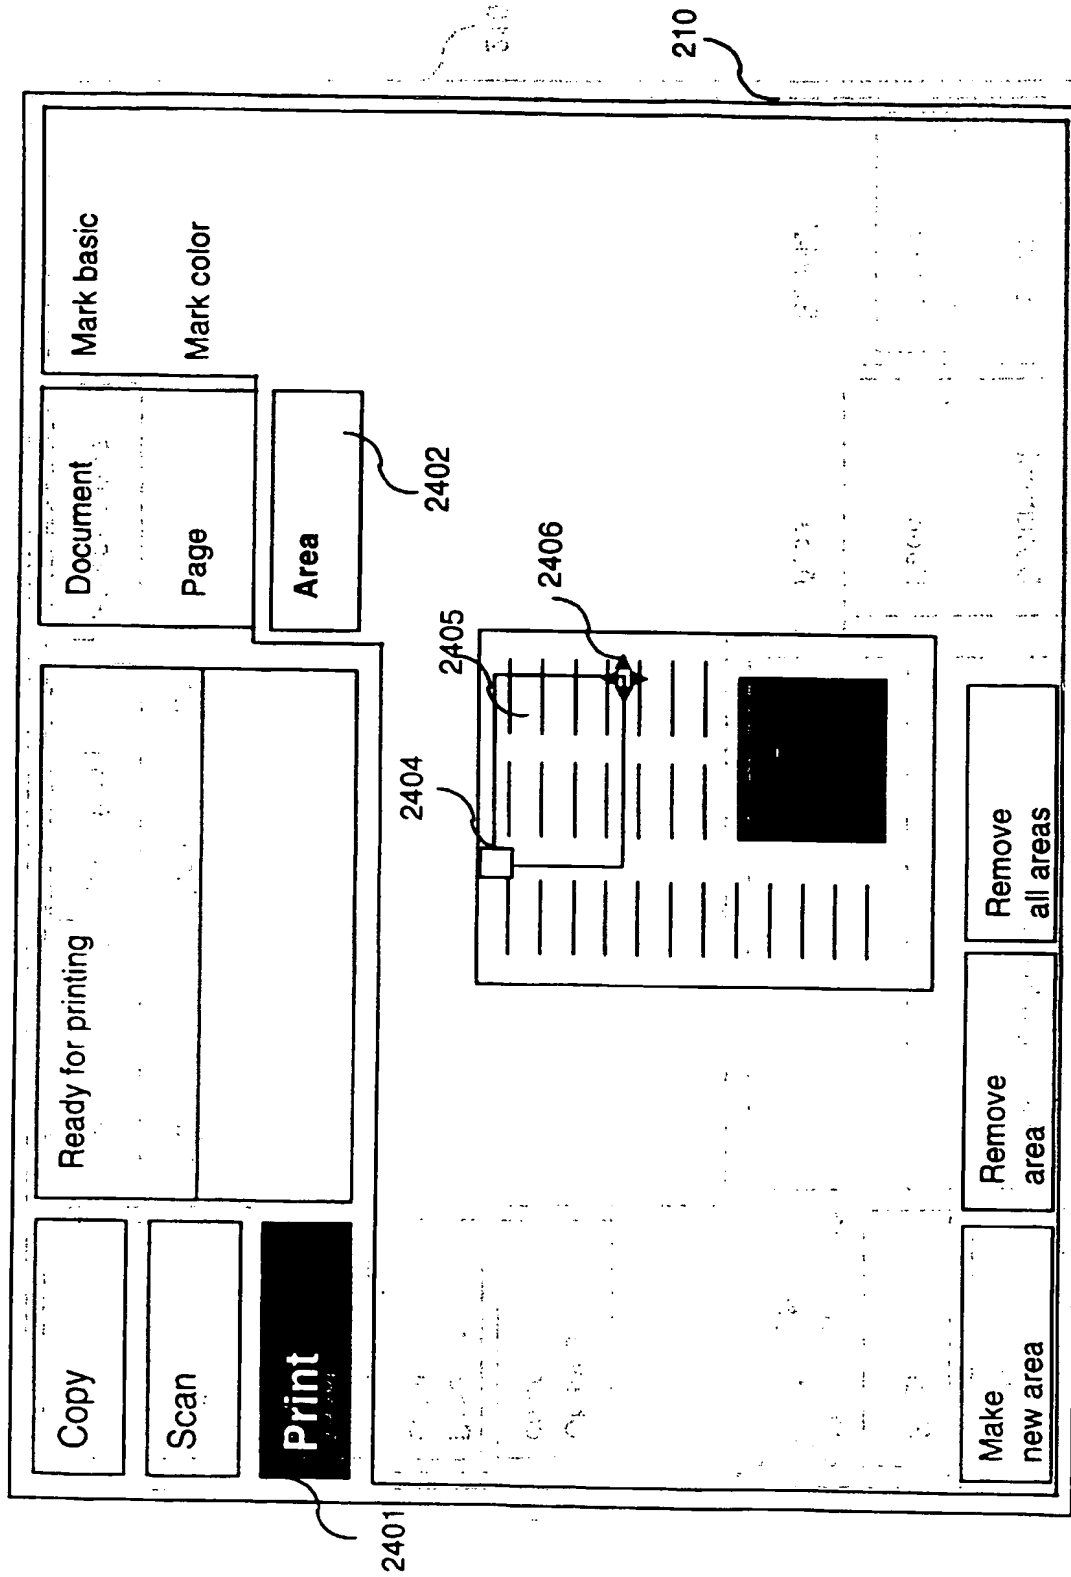 Copy
Scan
Print
2401
Ready for printing
Document
Page
Area
2402
Mark basic
Mark color
2404
2405
2406
210
Make
new area
Remove
area
Remove
all areas